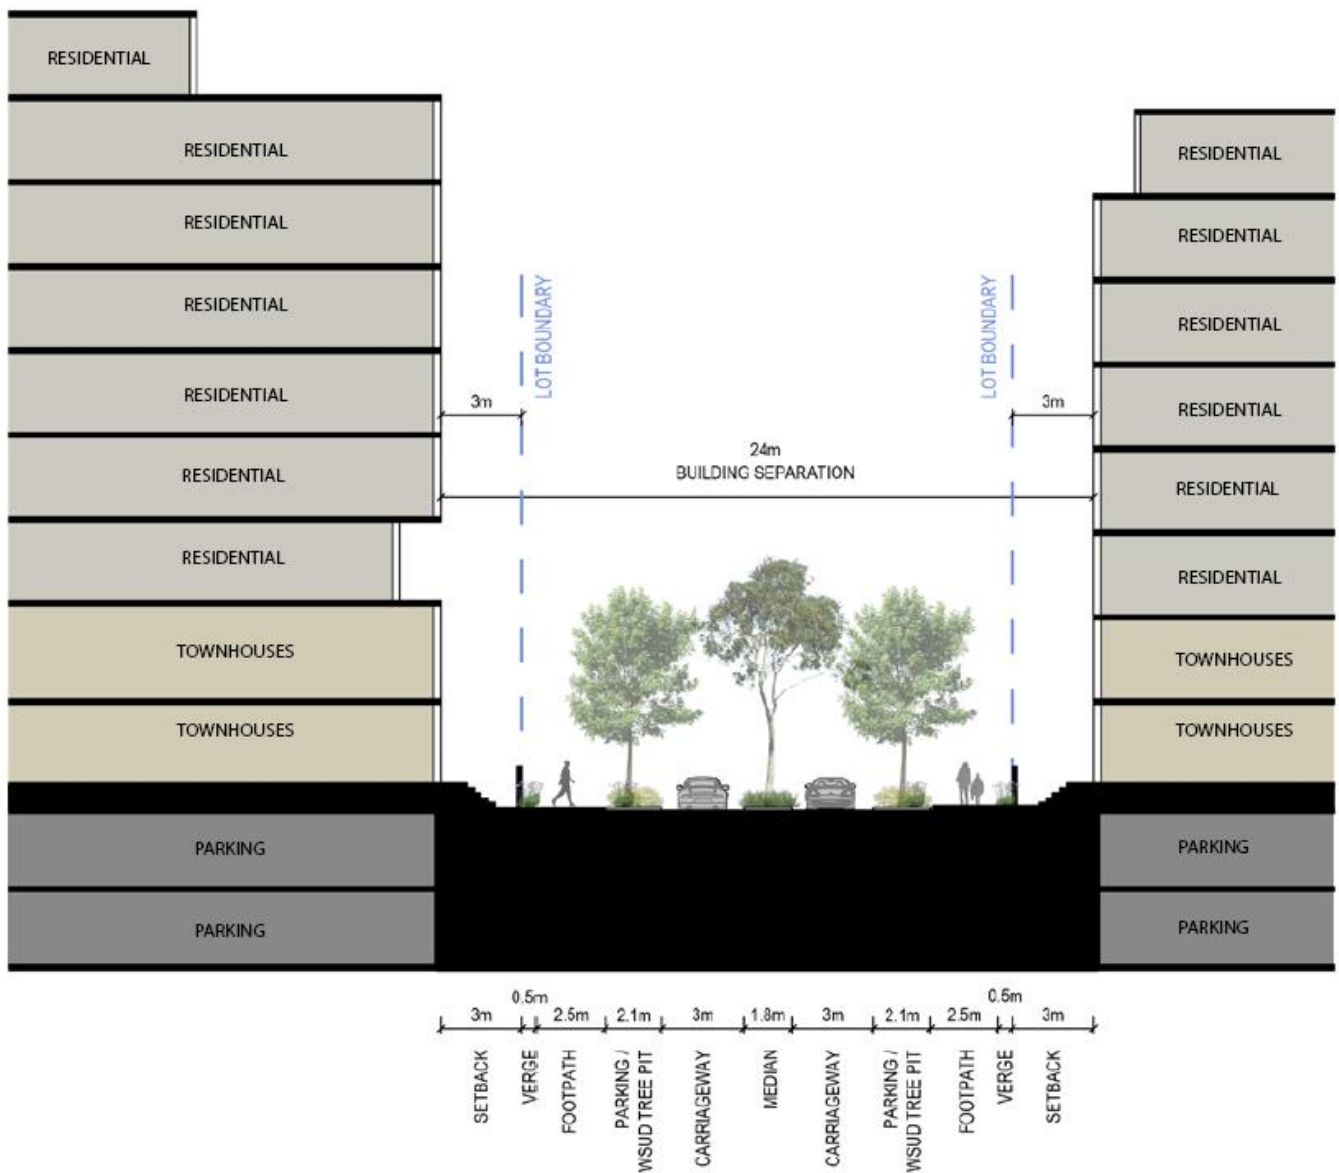 RESIDENTIAL
RESIDENTIAL
RESIDENTIAL
RESIDENTIAL
RESIDENTIAL
RESIDENTIAL
RESIDENTIAL
TOWNHOUSES
TOWNHOUSES
PARKING
PARKING
LOT BOUNDARY
LOT BOUNDARY
3m
3m
24m
BUILDING SEPARATION
RESIDENTIAL
RESIDENTIAL
RESIDENTIAL
RESIDENTIAL
RESIDENTIAL
RESIDENTIAL
TOWNHOUSES
TOWNHOUSES
PARKING
PARKING
0.5m
0.5m
3m
2.5m
2.1m
3m
1.8m
3m
2.1m
2.5m
3m
SETBACK
VERGE
FOOTPATH
PARKING /
WSUD TREE PIT
CARRIAGEWAY
MEDIAN
CARRIAGEWAY
PARKING /
WSUD TREE PIT
FOOTPATH
VERGE
SETBACK